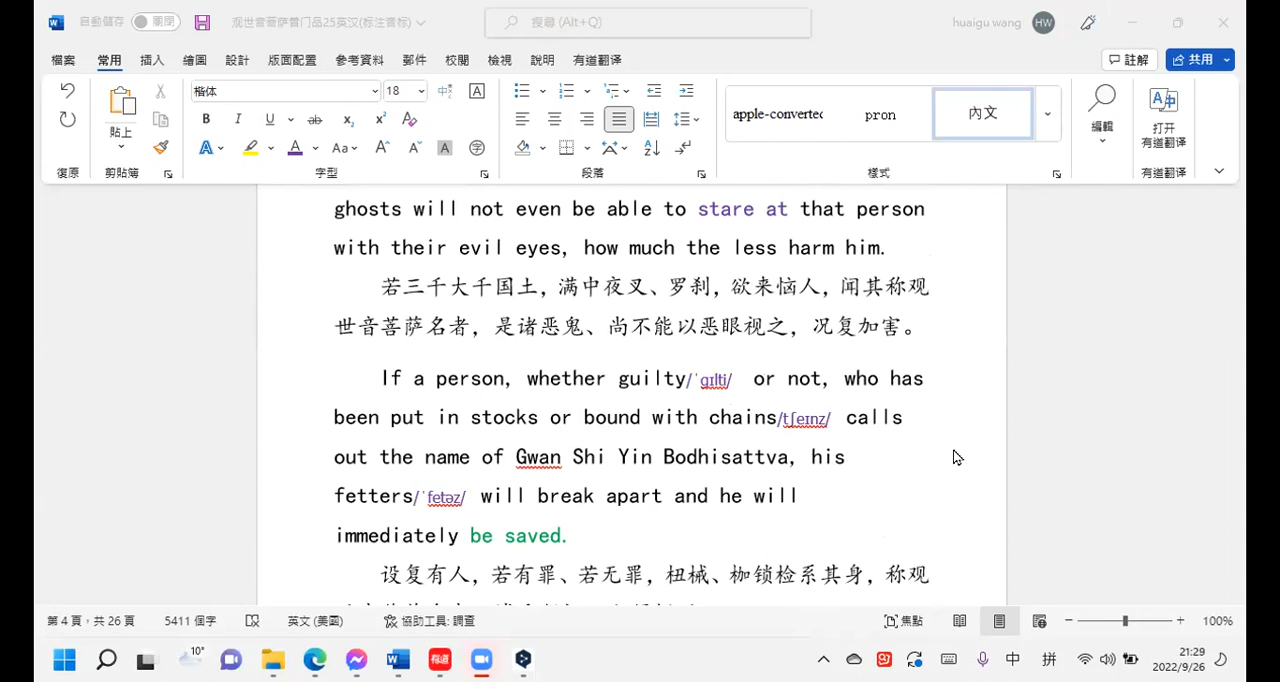 自動儲存 關閉 观世音菩萨普门品25英汉(标注音标) 搜尋 (Alt+Q) huaigu wang HW
檔案 常用 插入 繪圖 設計 版面配置 參考資料 郵件 校閱 檢視 說明 有道翻译 註解 共用
楷体 18
貼上 apple-converted pron 內文 編輯 打开
有道翻译
復原 剪貼簿 字型 段落 樣式 有道翻译
ghosts will not even be able to stare at that person
with their evil eyes, how much the less harm him.
若三千大千国土，满中夜叉、罗刹，欲来恼人，闻其称观
世音菩萨名者，是诸恶鬼、尚不能以恶眼视之，况复加害。
If a person, whether guilty/ˈɡɪlti/ or not, who has
been put in stocks or bound with chains/tʃeɪnz/ calls
out the name of Gwan Shi Yin Bodhisattva, his
fetters/ˈfetəz/ will break apart and he will
immediately be saved.
设复有人，若有罪、若无罪，杻械、枷锁检系其身，称观
第 4 頁，共 26 頁 5411 個字 英文 (美國) 協助工具: 調查 焦點 100%
10° 有道 中 拼 21:29
2022/9/26